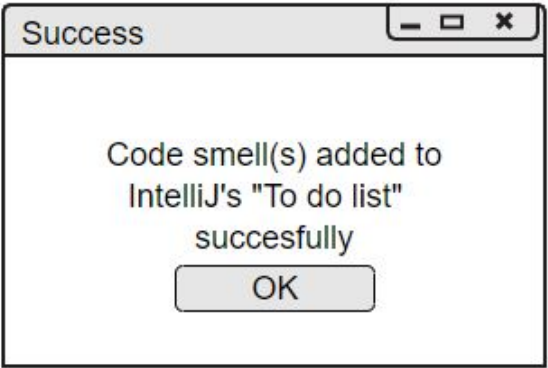 Success
Code smell(s) added to
IntelliJ's "To do list"
succesfully
OK